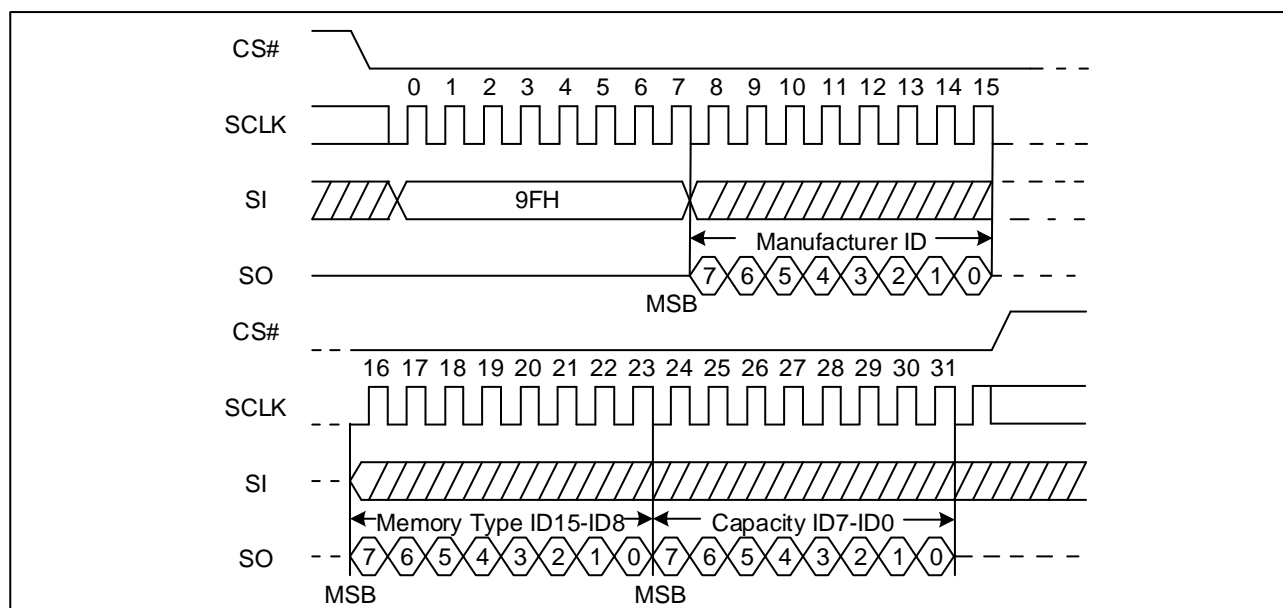 CS#
0 1 2 3 4 5 6 7 8 9 10 11 12 13 14 15
SCLK
SI
9FH
Manufacturer ID
SO
7 6 5 4 3 2 1 0
MSB
CS#
16 17 18 19 20 21 22 23 24 25 26 27 28 29 30 31
SCLK
SI
Memory Type ID15-ID8 Capacity ID7-ID0
SO
7 6 5 4 3 2 1 0 7 6 5 4 3 2 1 0
MSB MSB